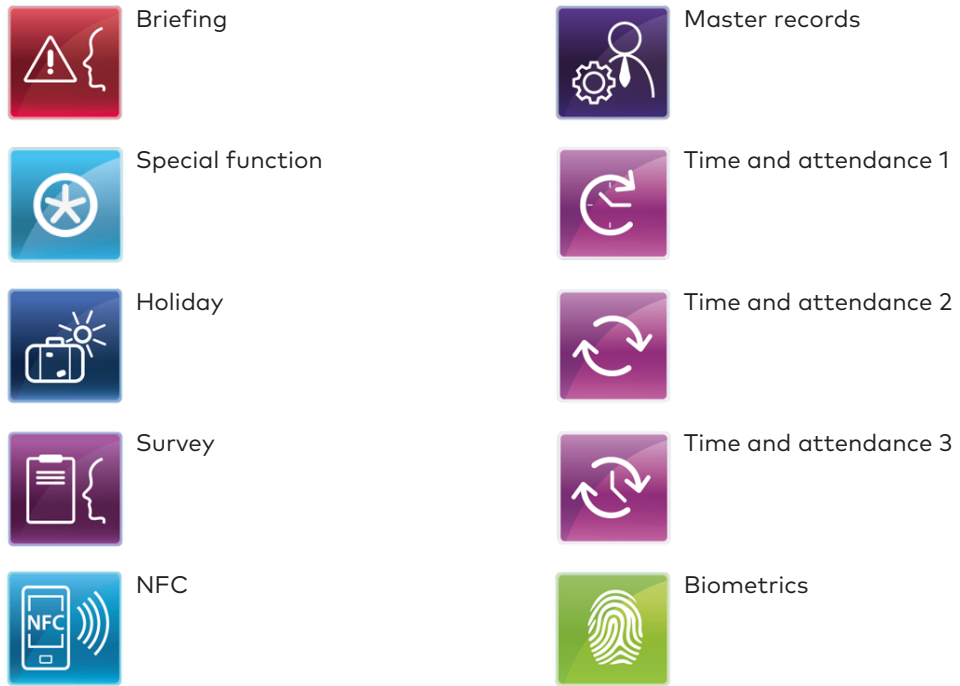 Briefing
Special function
Holiday
Survey
NFC
NFC
Master records
Time and attendance 1
Time and attendance 2
Time and attendance 3
Biometrics